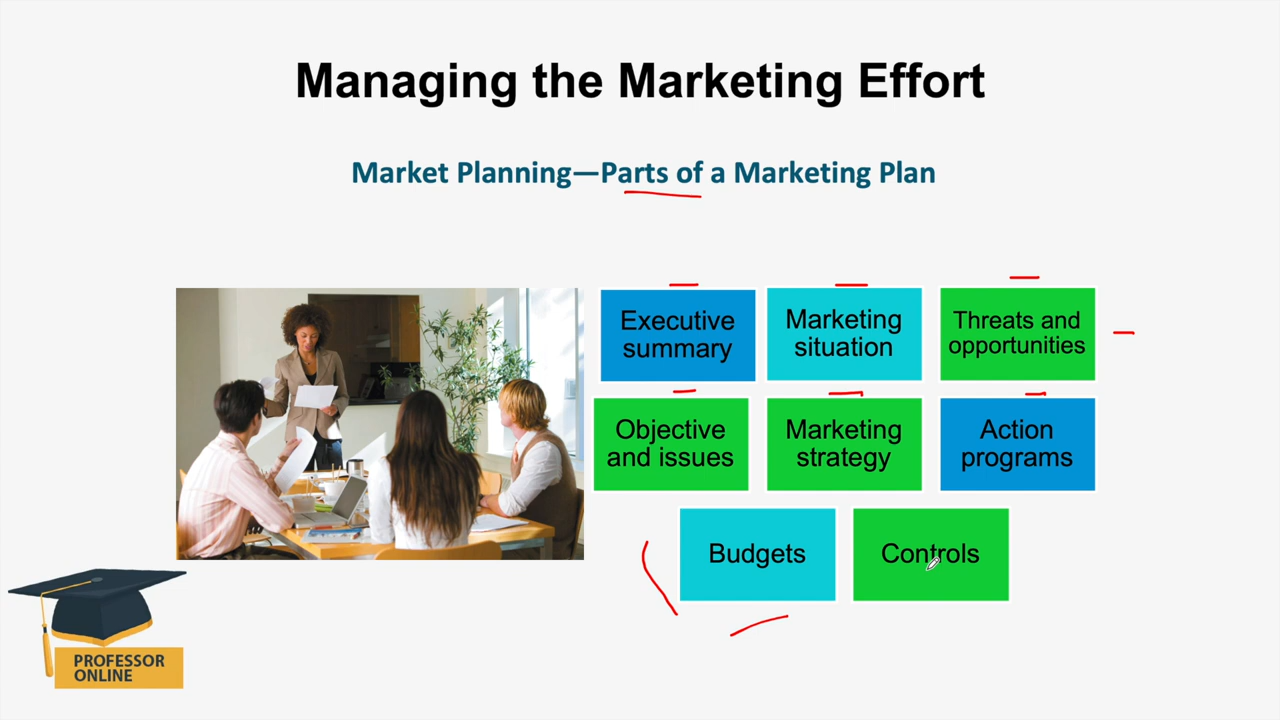 Managing the Marketing Effort
Market Planning—Parts of a Marketing Plan
Executive
summary
Marketing
situation
Threats and
opportunities
Objective
and issues
Marketing
strategy
Action
programs
Budgets
Controls
PROFESSOR
ONLINE